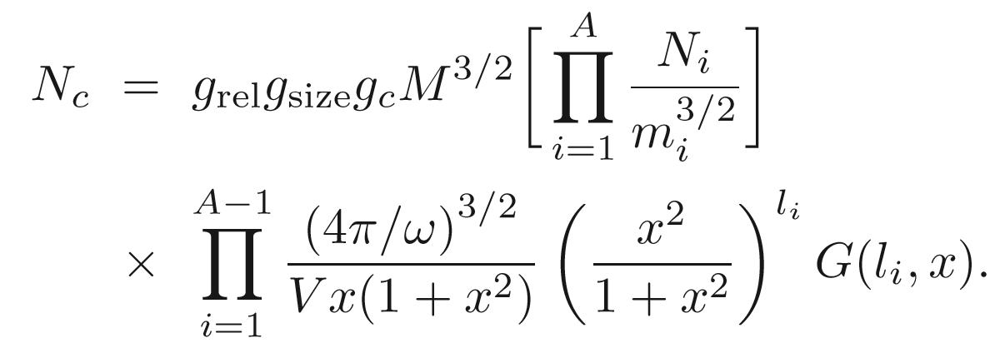 N_c = g_{\mathrm{rel}} g_{\mathrm{size}} g_c M^{3/2} \left[ \prod_{i=1}^{A} \frac{N_i}{m_i^{3/2}} \right]
\times \prod_{i=1}^{A-1} \frac{(4\pi/\omega)^{3/2}}{V x (1 + x^2)} \left( \frac{x^2}{1 + x^2} \right)^{l_i} G(l_i, x).